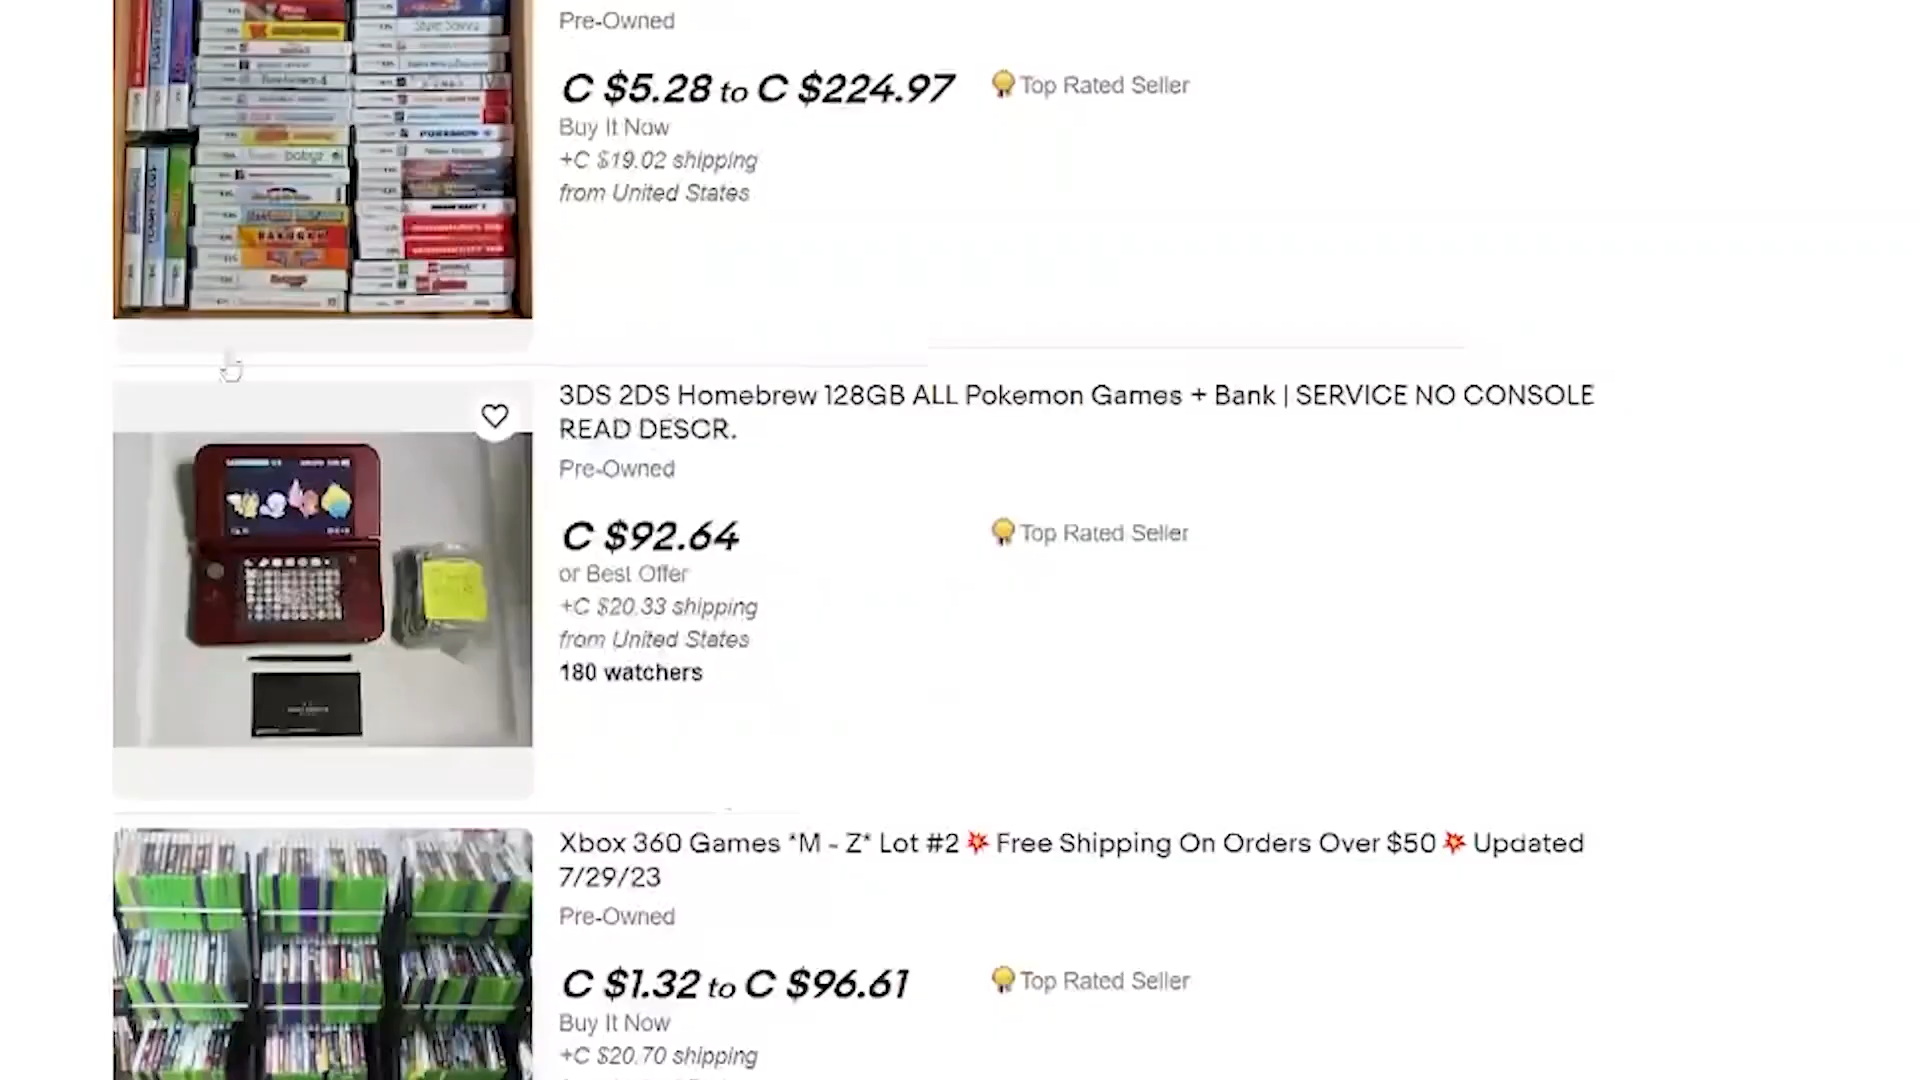 Pre-Owned
C $5.28 to C $224.97
Top Rated Seller
Buy It Now
+C $19.02 shipping
from United States
3DS 2DS Homebrew 128GB ALL Pokemon Games + Bank | SERVICE NO CONSOLE
READ DESCR.
Pre-Owned
C $92.64
Top Rated Seller
or Best Offer
+C $20.33 shipping
from United States
180 watchers
Xbox 360 Games *M - Z* Lot #2 💥 Free Shipping On Orders Over $50 💥 Updated
7/29/23
Pre-Owned
C $1.32 to C $96.61
Top Rated Seller
Buy It Now
+C $20.70 shipping